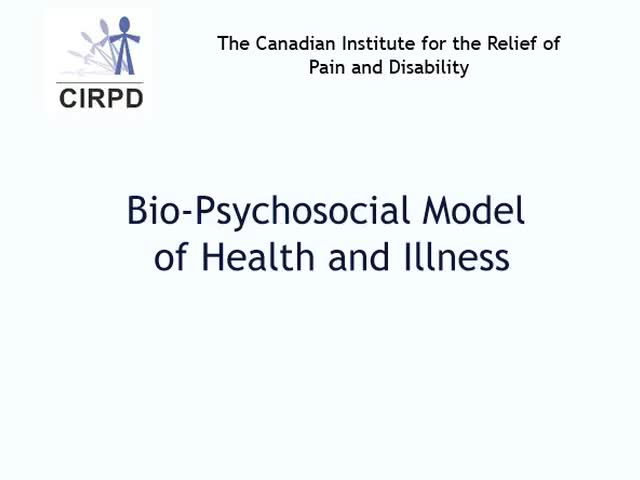 The Canadian Institute for the Relief of
Pain and Disability
CIRPD
Bio-Psychosocial Model
of Health and Illness